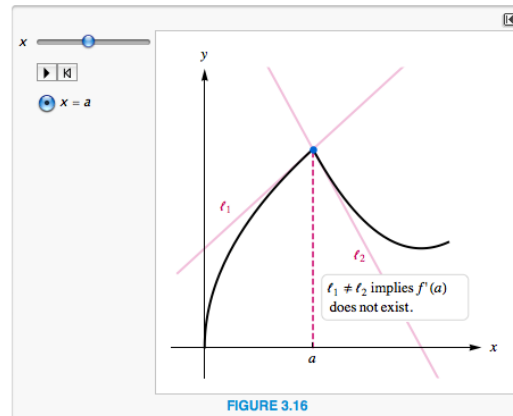 x
x = a
y
ℓ₁
ℓ₂
ℓ₁ ≠ ℓ₂ implies f'(a)
does not exist.
x
a
FIGURE 3.16